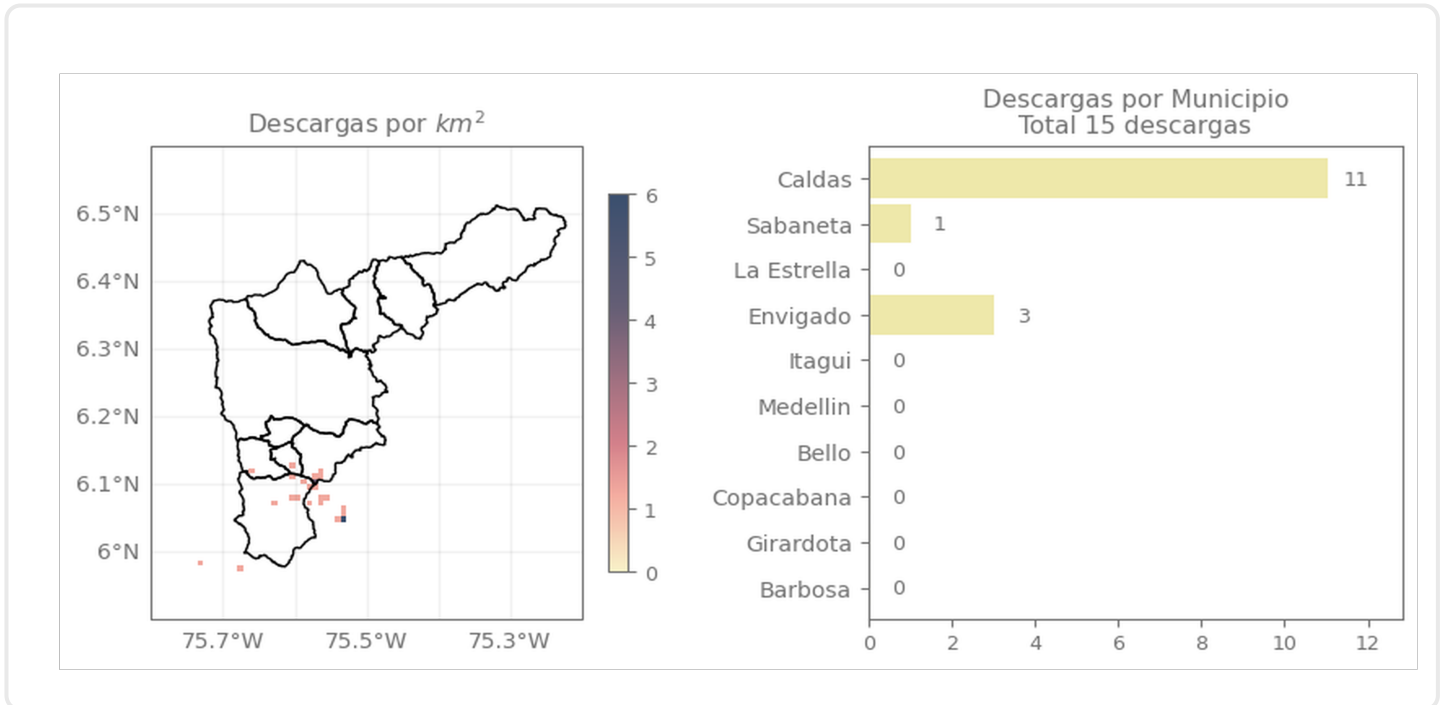 Descargas por km²
6.5°N
6.4°N
6.3°N
6.2°N
6.1°N
6°N
75.7°W 75.5°W 75.3°W
6
5
4
3
2
1
0
Descargas por Municipio
Total 15 descargas
Caldas 11
Sabaneta 1
La Estrella 0
Envigado 3
Itagui 0
Medellin 0
Bello 0
Copacabana 0
Girardota 0
Barbosa 0
0 2 4 6 8 10 12